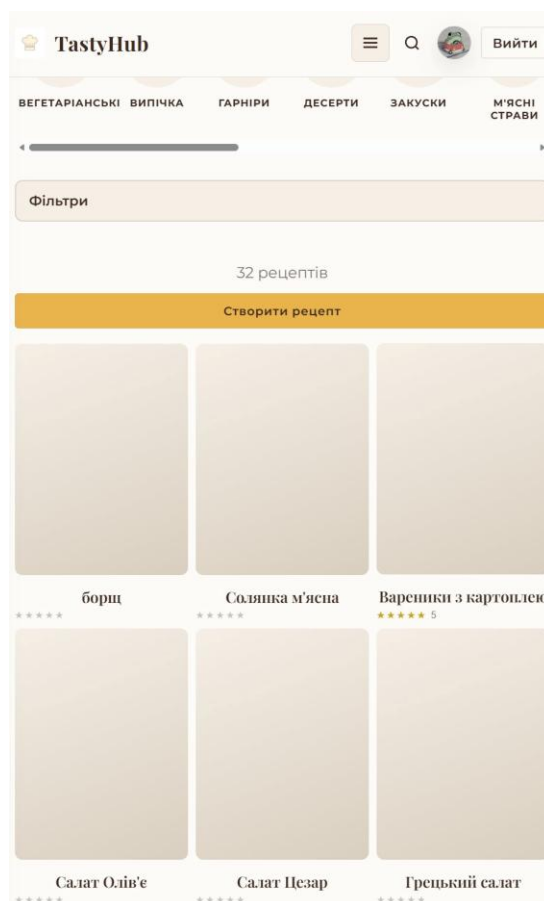 TastyHub
Вийти
ВЕГЕТАРІАНСЬКІ ВИПІЧКА ГАРНІРИ ДЕСЕРТИ ЗАКУСКИ М'ЯСНІ СТРАВИ
Фільтри
32 рецептів
Створити рецепт
борщ
Солянка м'ясна
Вареники з картоплею
5
Салат Олів'є
Салат Цезар
Грецький салат